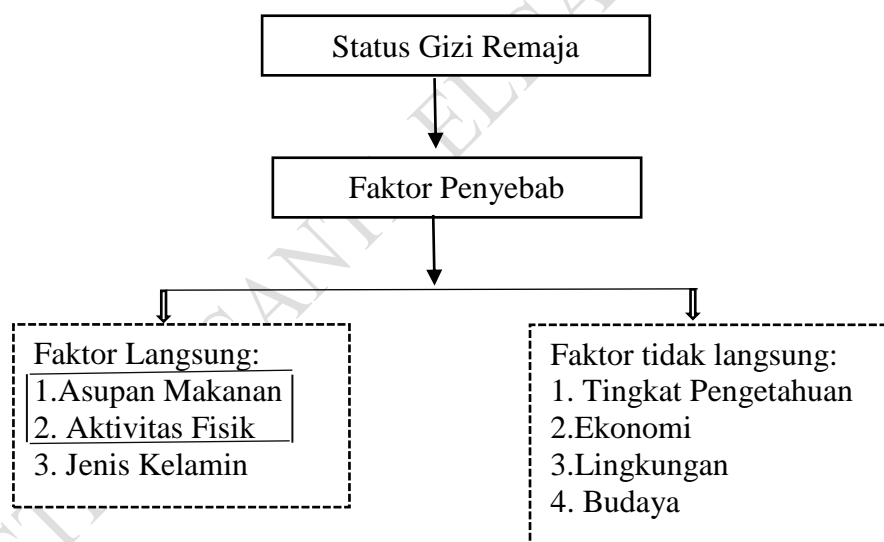 Status Gizi Remaja
Faktor Penyebab
Faktor Langsung:
1.Asupan Makanan
2. Aktivitas Fisik
3. Jenis Kelamin
Faktor tidak langsung:
1. Tingkat Pengetahuan
2.Ekonomi
3.Lingkungan
4. Budaya